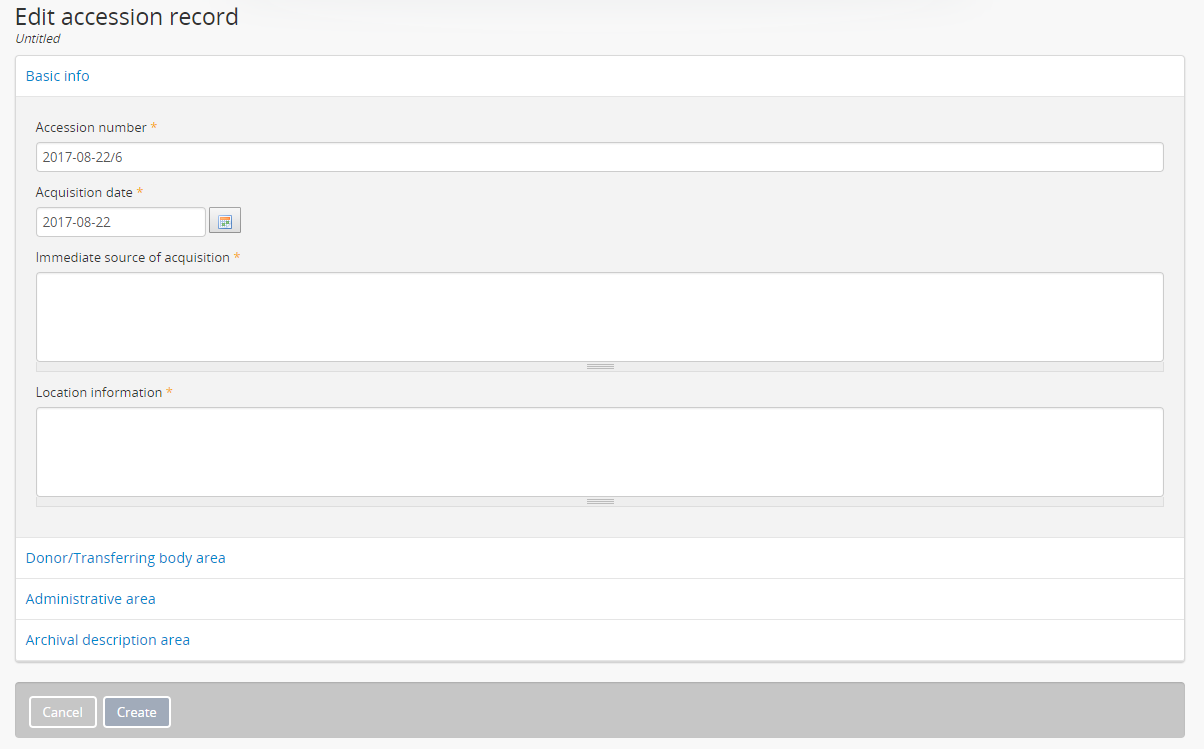 Edit accession record
Untitled
Basic info
Accession number *
2017-08-22/6
Acquisition date *
2017-08-22
Immediate source of acquisition *
Location information *
Donor/Transferring body area
Administrative area
Archival description area
Cancel Create